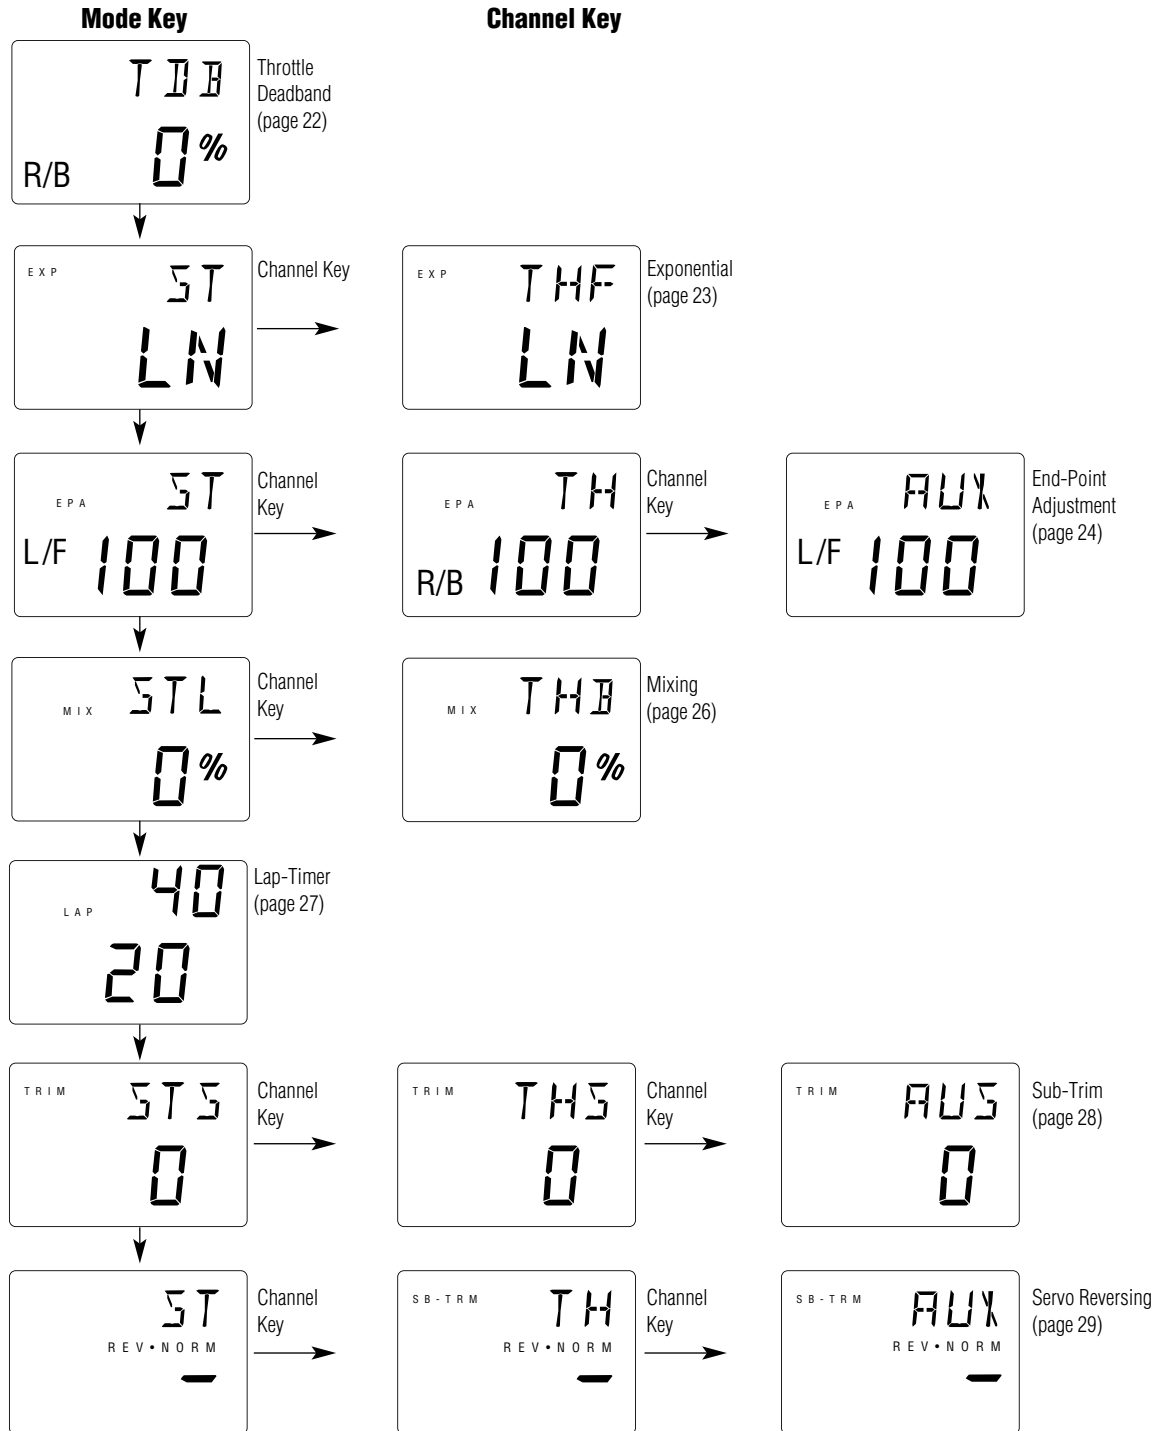 Mode Key
Channel Key
TDB
0%
R/B
Throttle
Deadband
(page 22)
EXP
ST
LN
Channel Key
EXP
THF
LN
Exponential
(page 23)
EPA
ST
L/F 100
Channel
Key
EPA
TH
R/B 100
Channel
Key
EPA
AUX
L/F 100
End-Point
Adjustment
(page 24)
MIX
STL
0%
Channel
Key
MIX
THB
0%
Mixing
(page 26)
LAP
40
20
Lap-Timer
(page 27)
TRIM
STS
0
Channel
Key
TRIM
THS
0
Channel
Key
TRIM
AUS
0
Sub-Trim
(page 28)
ST
REV•NORM
Channel
Key
SB-TRM
TH
REV•NORM
Channel
Key
SB-TRM
AUX
REV•NORM
Servo Reversing
(page 29)